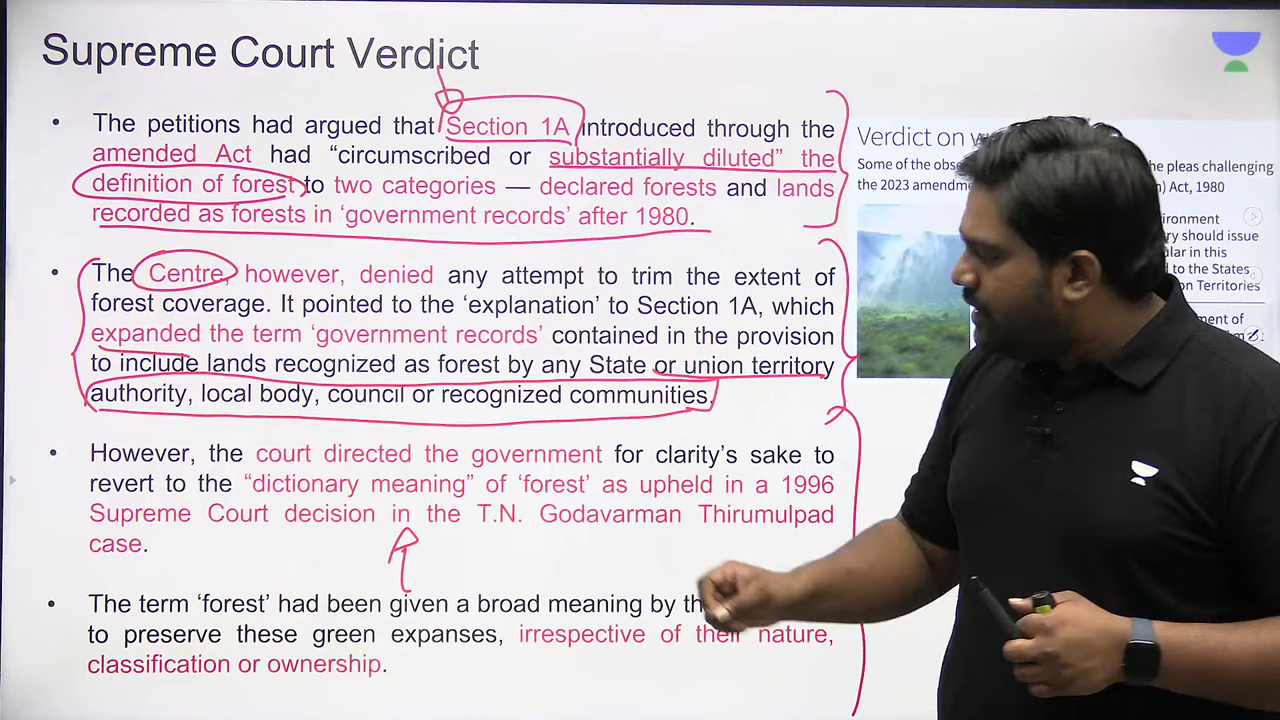 Supreme Court Verdict
The petitions had argued that Section 1A introduced through the
amended Act had “circumscribed or substantially diluted” the
definition of forest to two categories — declared forests and lands
recorded as forests in ‘government records’ after 1980.
The Centre, however, denied any attempt to trim the extent of
forest coverage. It pointed to the ‘explanation’ to Section 1A, which
expanded the term ‘government records’ contained in the provision
to include lands recognized as forest by any State or union territory
authority, local body, council or recognized communities.
However, the court directed the government for clarity’s sake to
revert to the “dictionary meaning” of ‘forest’ as upheld in a 1996
Supreme Court decision in the T.N. Godavarman Thirumulpad
case.
The term ‘forest’ had been given a broad meaning by
to preserve these green expanses, irrespective of their nature,
classification or ownership.
Verdict on
Some of the the pleas challenging
the 2023 Act, 1980
should issue
in this
to the States
Territories
of